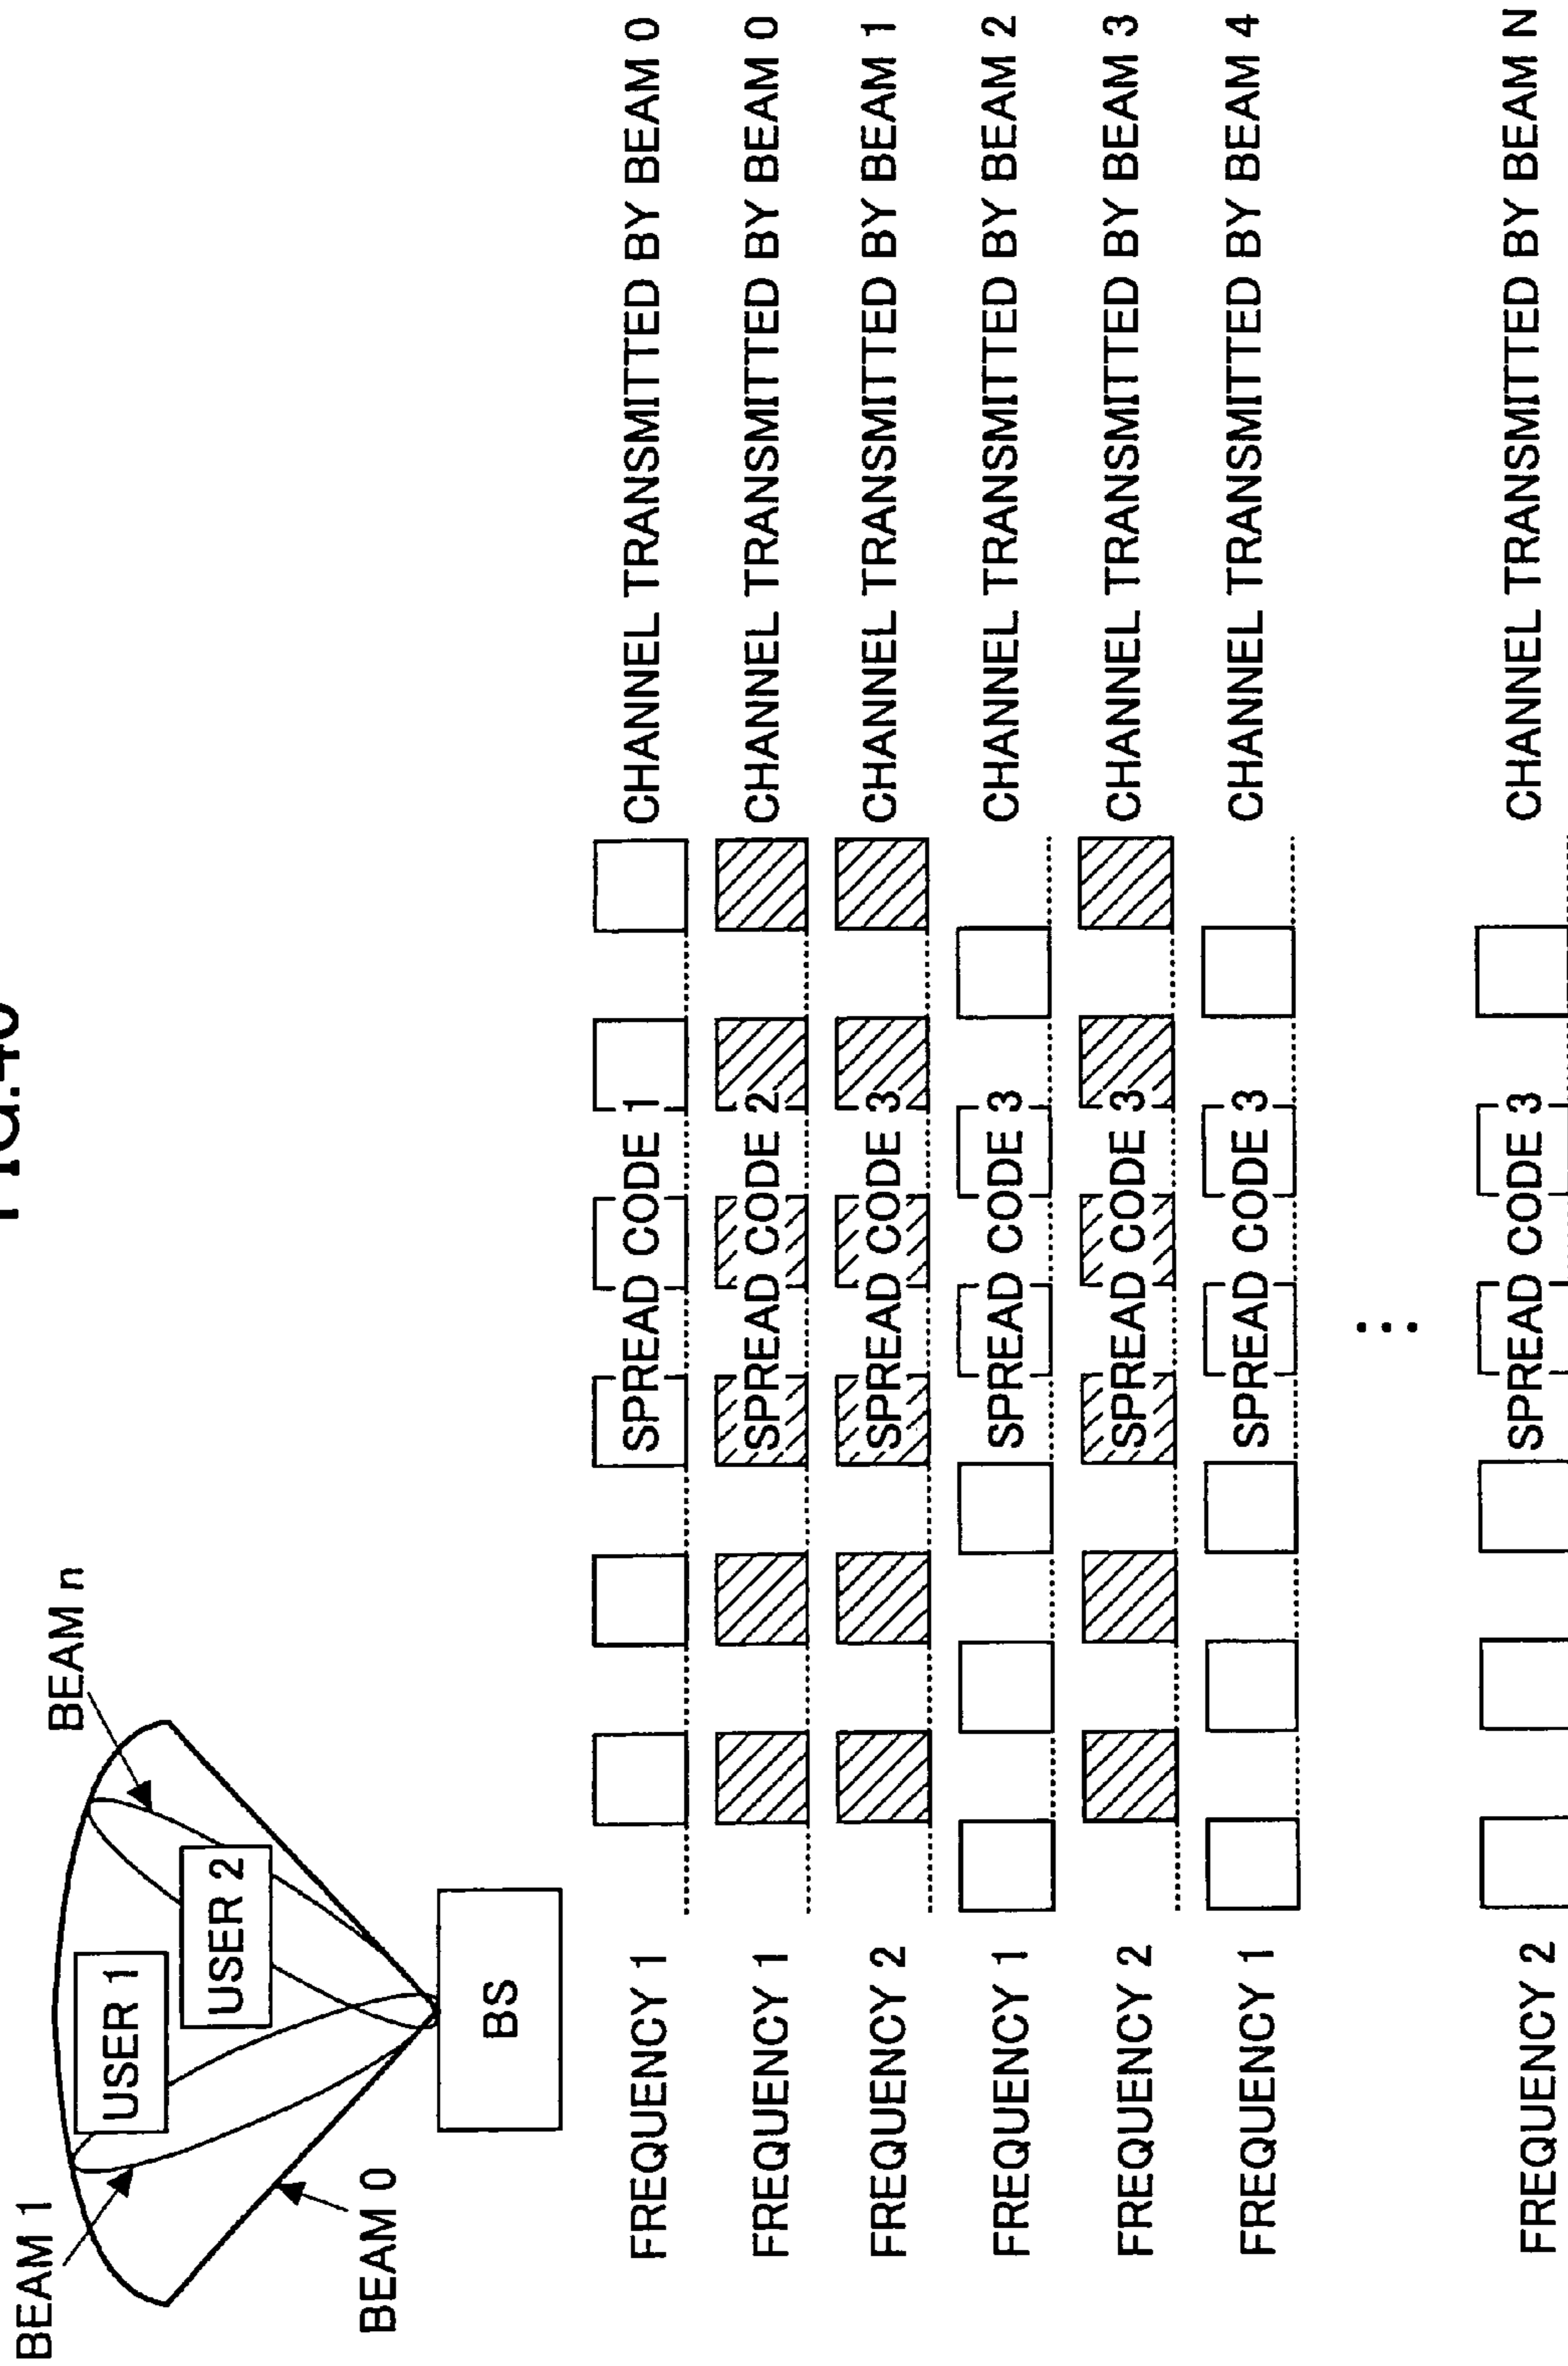 BEAM 1
BEAM n
USER 1
USER 2
BEAM 0
BS
FREQUENCY 1 SPREAD CODE 1 CHANNEL TRANSMITTED BY BEAM 0
FREQUENCY 1 SPREAD CODE 2 CHANNEL TRANSMITTED BY BEAM 0
FREQUENCY 2 SPREAD CODE 3 CHANNEL TRANSMITTED BY BEAM 1
FREQUENCY 1 SPREAD CODE 3 CHANNEL TRANSMITTED BY BEAM 2
FREQUENCY 2 SPREAD CODE 3 CHANNEL TRANSMITTED BY BEAM 3
FREQUENCY 1 SPREAD CODE 3 CHANNEL TRANSMITTED BY BEAM 4
FREQUENCY 2 SPREAD CODE 3 CHANNEL TRANSMITTED BY BEAM N